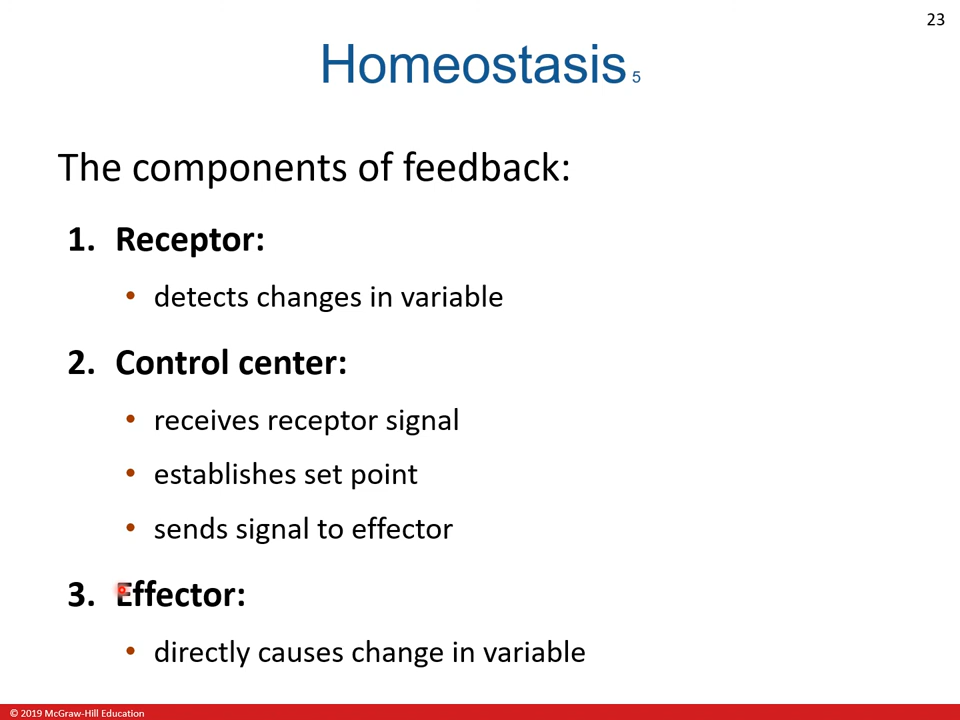 23
Homeostasis 5
The components of feedback:
1. Receptor:
• detects changes in variable
2. Control center:
• receives receptor signal
• establishes set point
• sends signal to effector
3. Effector:
• directly causes change in variable
© 2019 McGraw-Hill Education